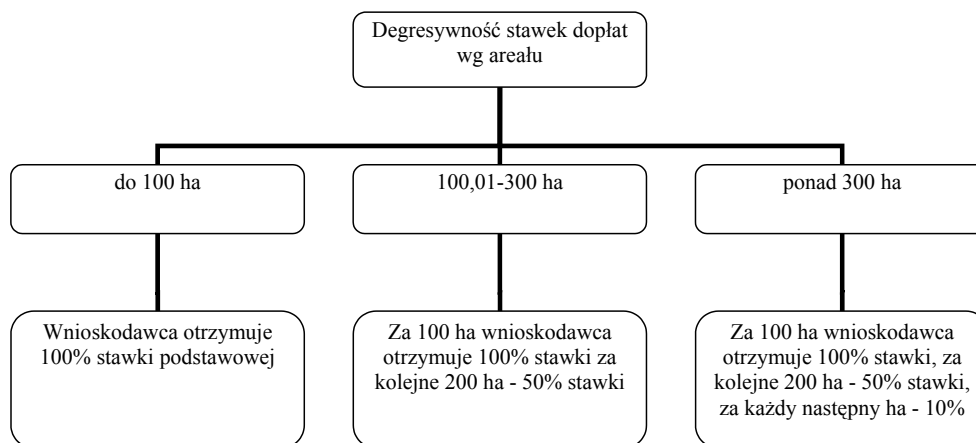 Degresywność stawek dopłat
wg areału
do 100 ha
100,01-300 ha
ponad 300 ha
Wnioskodawca otrzymuje
100% stawki podstawowej
Za 100 ha wnioskodawca
otrzymuje 100% stawki za
kolejne 200 ha - 50% stawki
Za 100 ha wnioskodawca
otrzymuje 100% stawki, za
kolejne 200 ha - 50% stawki,
za każdy następny ha - 10%